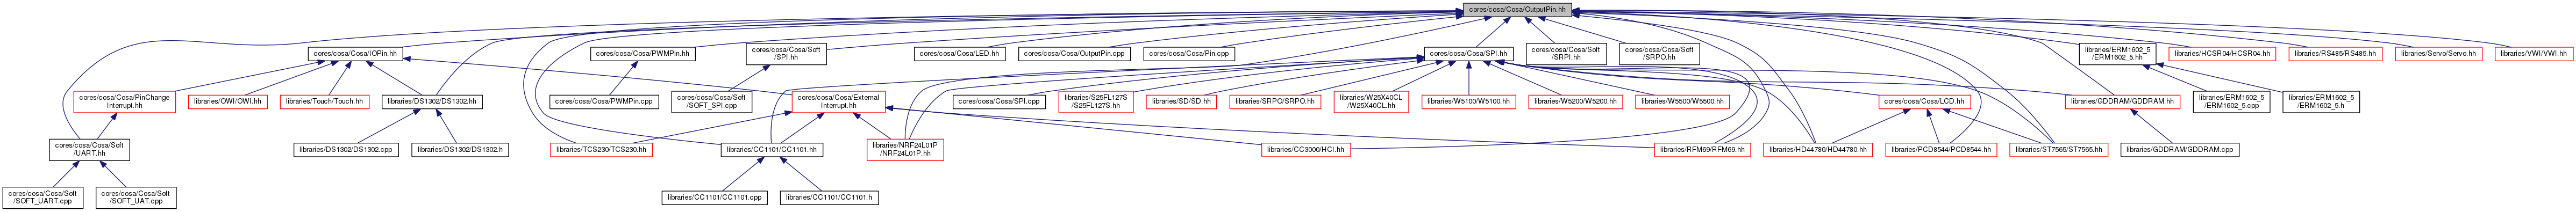 cores/cosa/Cosa/OutputPin.hh
cores/cosa/Cosa/IOPin.hh
cores/cosa/Cosa/PWMPin.hh
cores/cosa/Cosa/Soft
/SPI.hh
cores/cosa/Cosa/LED.hh
cores/cosa/Cosa/OutputPin.cpp
cores/cosa/Cosa/Pin.cpp
cores/cosa/Cosa/SPI.hh
cores/cosa/Cosa/Soft
/SRPI.hh
cores/cosa/Cosa/Soft
/SRPO.hh
libraries/ERM1602_5
/ERM1602_5.hh
libraries/HCSR04/HCSR04.hh
libraries/RS485/RS485.hh
libraries/Servo/Servo.hh
libraries/VWI/VWI.hh
cores/cosa/Cosa/PinChange
Interrupt.hh
libraries/OWI/OWI.hh
libraries/Touch/Touch.hh
libraries/DS1302/DS1302.hh
cores/cosa/Cosa/PWMPin.cpp
cores/cosa/Cosa/Soft
/SOFT_SPI.cpp
cores/cosa/Cosa/External
Interrupt.hh
cores/cosa/Cosa/SPI.cpp
libraries/S25FL127S
/S25FL127S.hh
libraries/SD/SD.hh
libraries/SRPO/SRPO.hh
libraries/W25X40CL
/W25X40CL.hh
libraries/W5100/W5100.hh
libraries/W5200/W5200.hh
libraries/W5500/W5500.hh
cores/cosa/Cosa/LCD.hh
libraries/GDDRAM/GDDRAM.hh
libraries/ERM1602_5
/ERM1602_5.cpp
libraries/ERM1602_5
/ERM1602_5.h
cores/cosa/Cosa/Soft
/UART.hh
libraries/DS1302/DS1302.cpp
libraries/DS1302/DS1302.h
libraries/TCS230/TCS230.hh
libraries/CC1101/CC1101.hh
libraries/NRF24L01P
/NRF24L01P.hh
libraries/CC3000/HCI.hh
libraries/RFM69/RFM69.hh
libraries/HD44780/HD44780.hh
libraries/PCD8544/PCD8544.hh
libraries/ST7565/ST7565.hh
libraries/GDDRAM/GDDRAM.cpp
cores/cosa/Cosa/Soft
/SOFT_UART.cpp
cores/cosa/Cosa/Soft
/SOFT_UAT.cpp
libraries/CC1101/CC1101.cpp
libraries/CC1101/CC1101.h